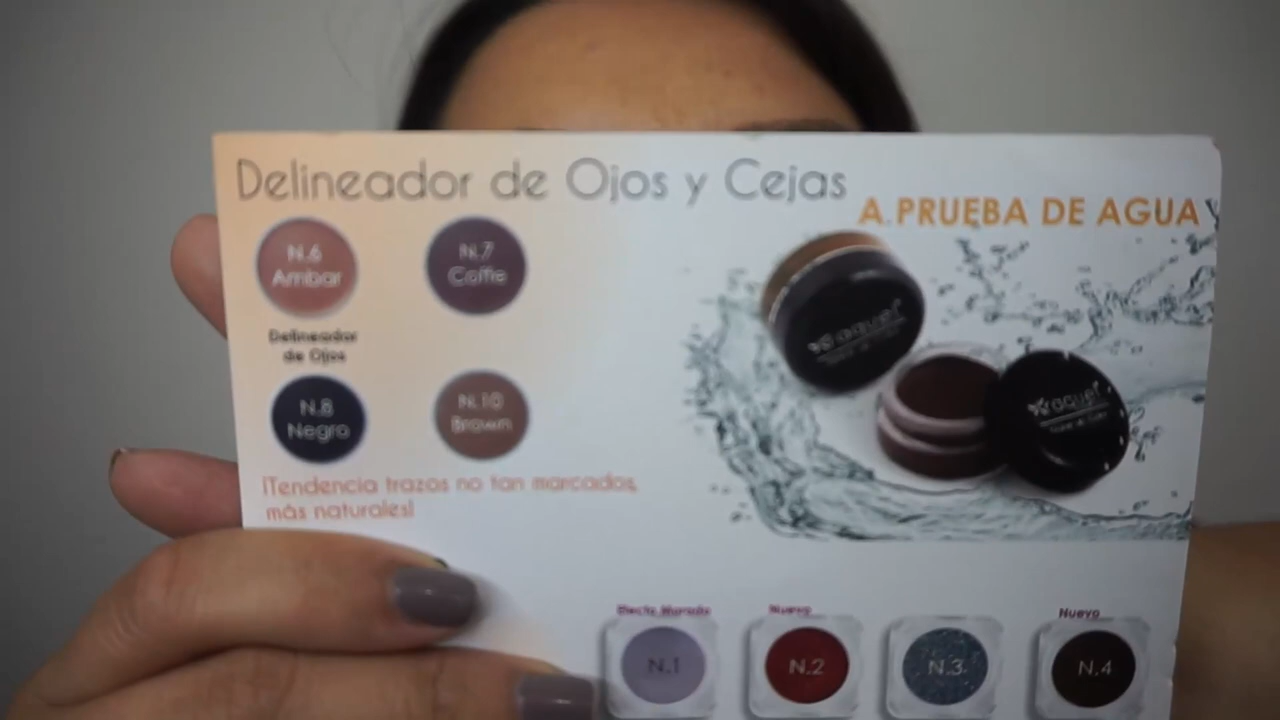 Delineador de Ojos y Cejas
A PRUEBA DE AGUA
N.6
Ambar
N.7
Coffe
Delineador
de Ojos
N.8
Negro
N.10
Brown
¡Tendencia trazos no tan marcados,
más naturales!
Nuevo
Nuevo
N.1
N.2
N.3
N.4